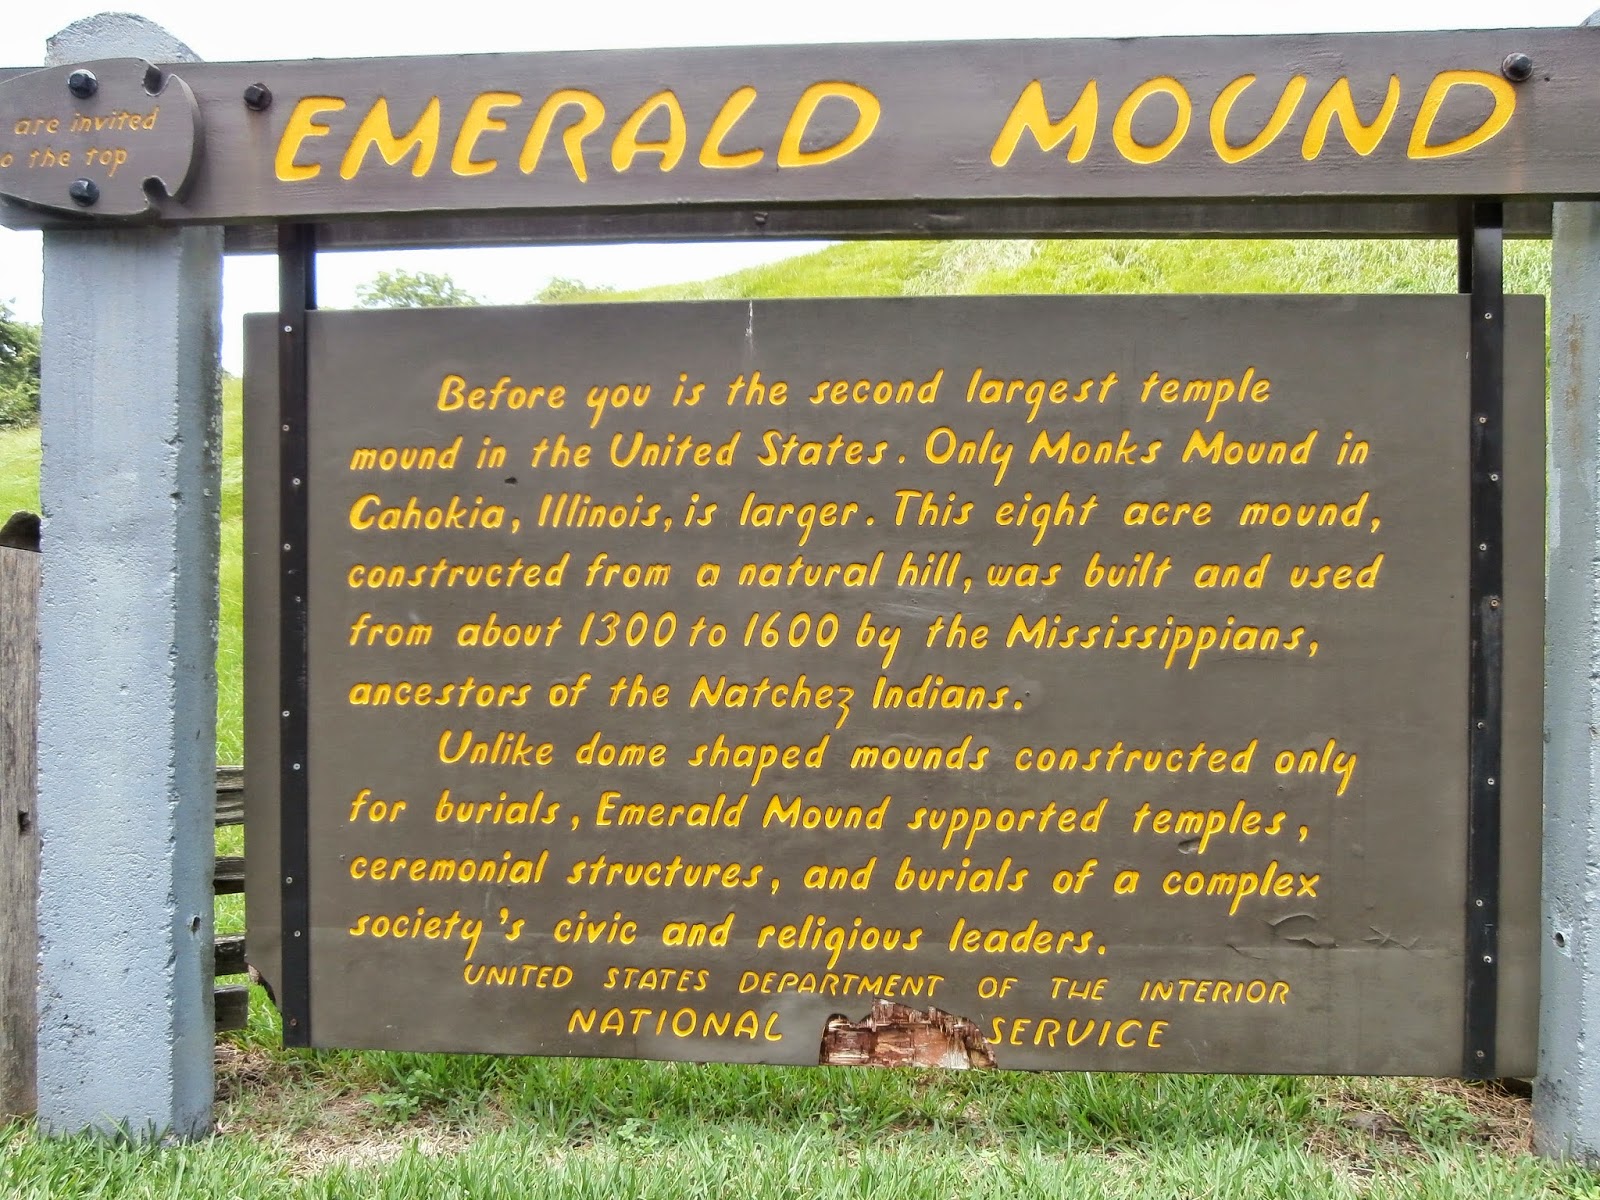 are invited
o the top
EMERALD MOUND
Before you is the second largest temple
mound in the United States. Only Monks Mound in
Cahokia, Illinois, is larger. This eight acre mound,
constructed from a natural hill, was built and used
from about 1300 to 1600 by the Mississippians,
ancestors of the Natchez Indians.
Unlike dome shaped mounds constructed only
for burials, Emerald Mound supported temples,
ceremonial structures, and burials of a complex
society's civic and religious leaders.
UNITED STATES DEPARTMENT OF THE INTERIOR
NATIONAL SERVICE